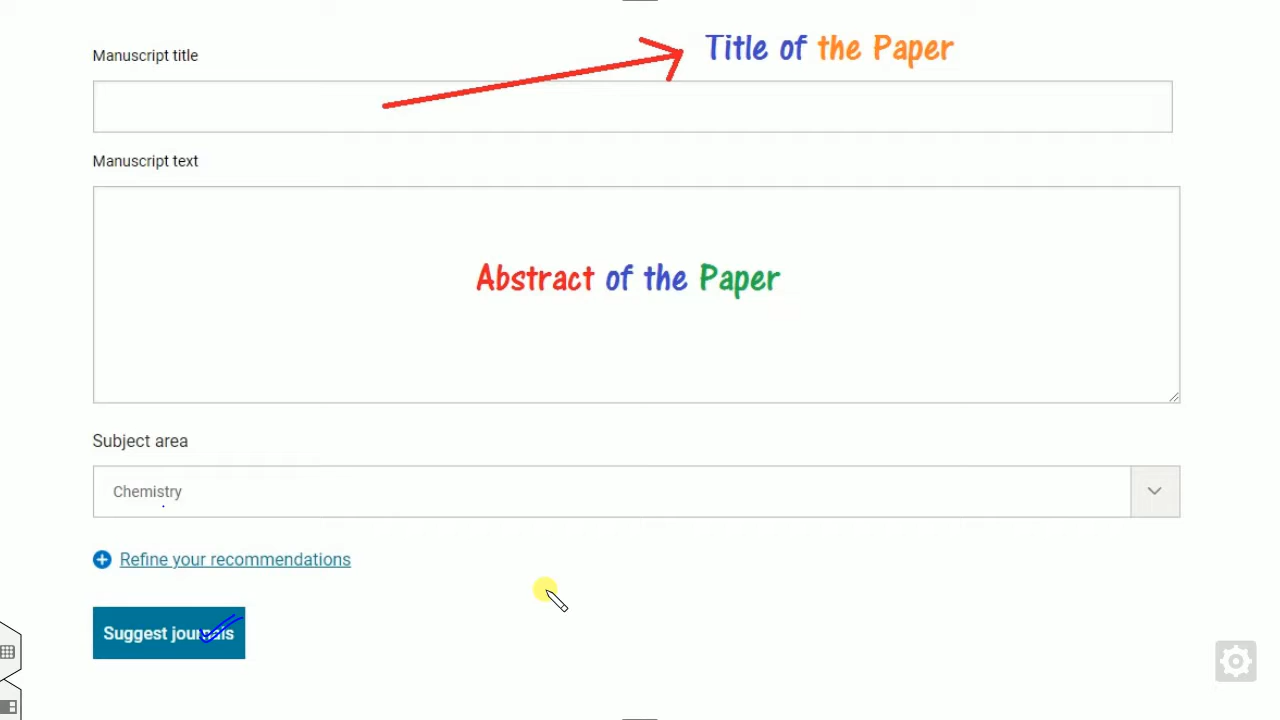 Title of the Paper
Manuscript title
Manuscript text
Abstract of the Paper
Subject area
Chemistry
Refine your recommendations
Suggest journals